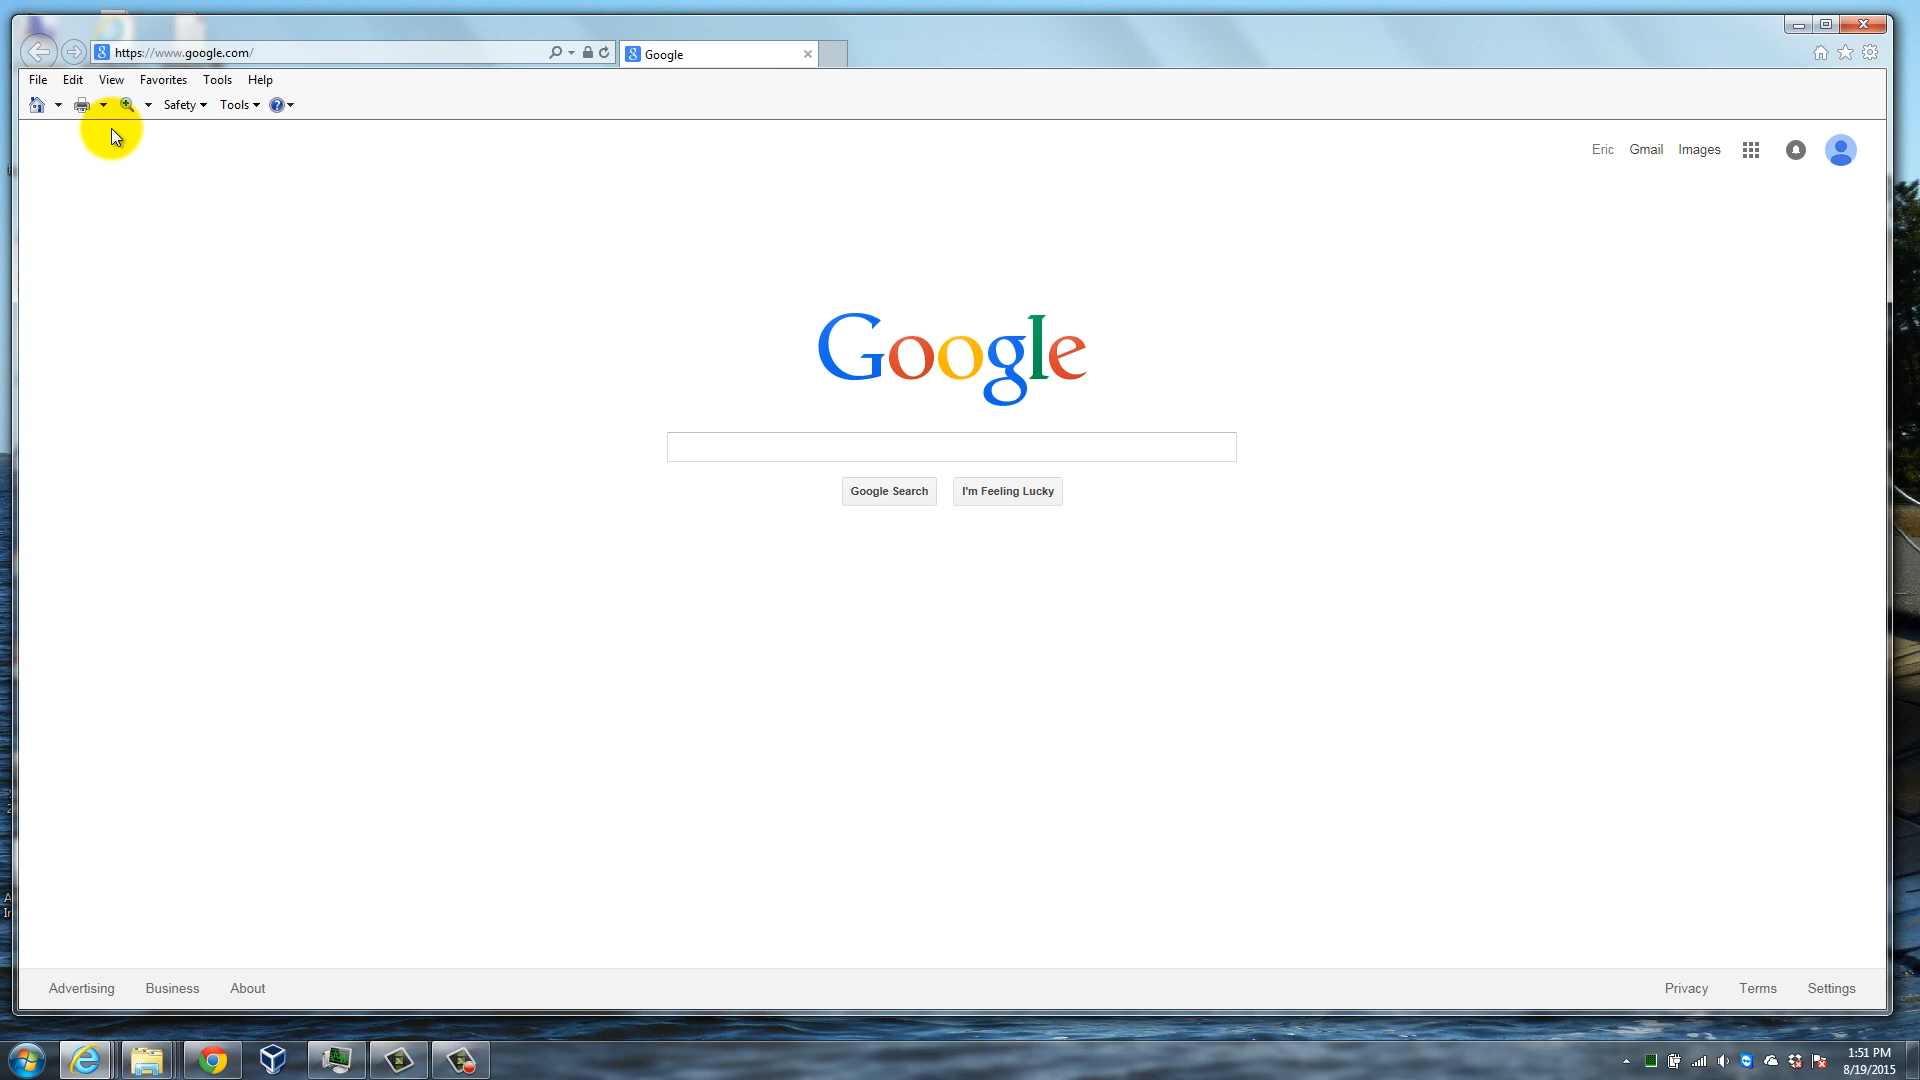 https://www.google.com/
Google
File Edit View Favorites Tools Help
Safety Tools
Eric Gmail Images
Google
Google Search I'm Feeling Lucky
Advertising Business About Privacy Terms Settings
1:51 PM
8/19/2015